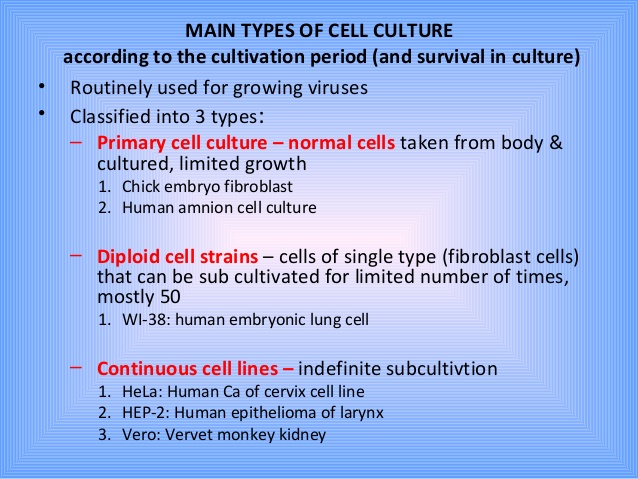 MAIN TYPES OF CELL CULTURE
according to the cultivation period (and survival in culture)
• Routinely used for growing viruses
• Classified into 3 types:
– Primary cell culture – normal cells taken from body &
cultured, limited growth
1. Chick embryo fibroblast
2. Human amnion cell culture
– Diploid cell strains – cells of single type (fibroblast cells)
that can be sub cultivated for limited number of times,
mostly 50
1. WI-38: human embryonic lung cell
– Continuous cell lines – indefinite subcultivtion
1. HeLa: Human Ca of cervix cell line
2. HEP-2: Human epithelioma of larynx
3. Vero: Vervet monkey kidney